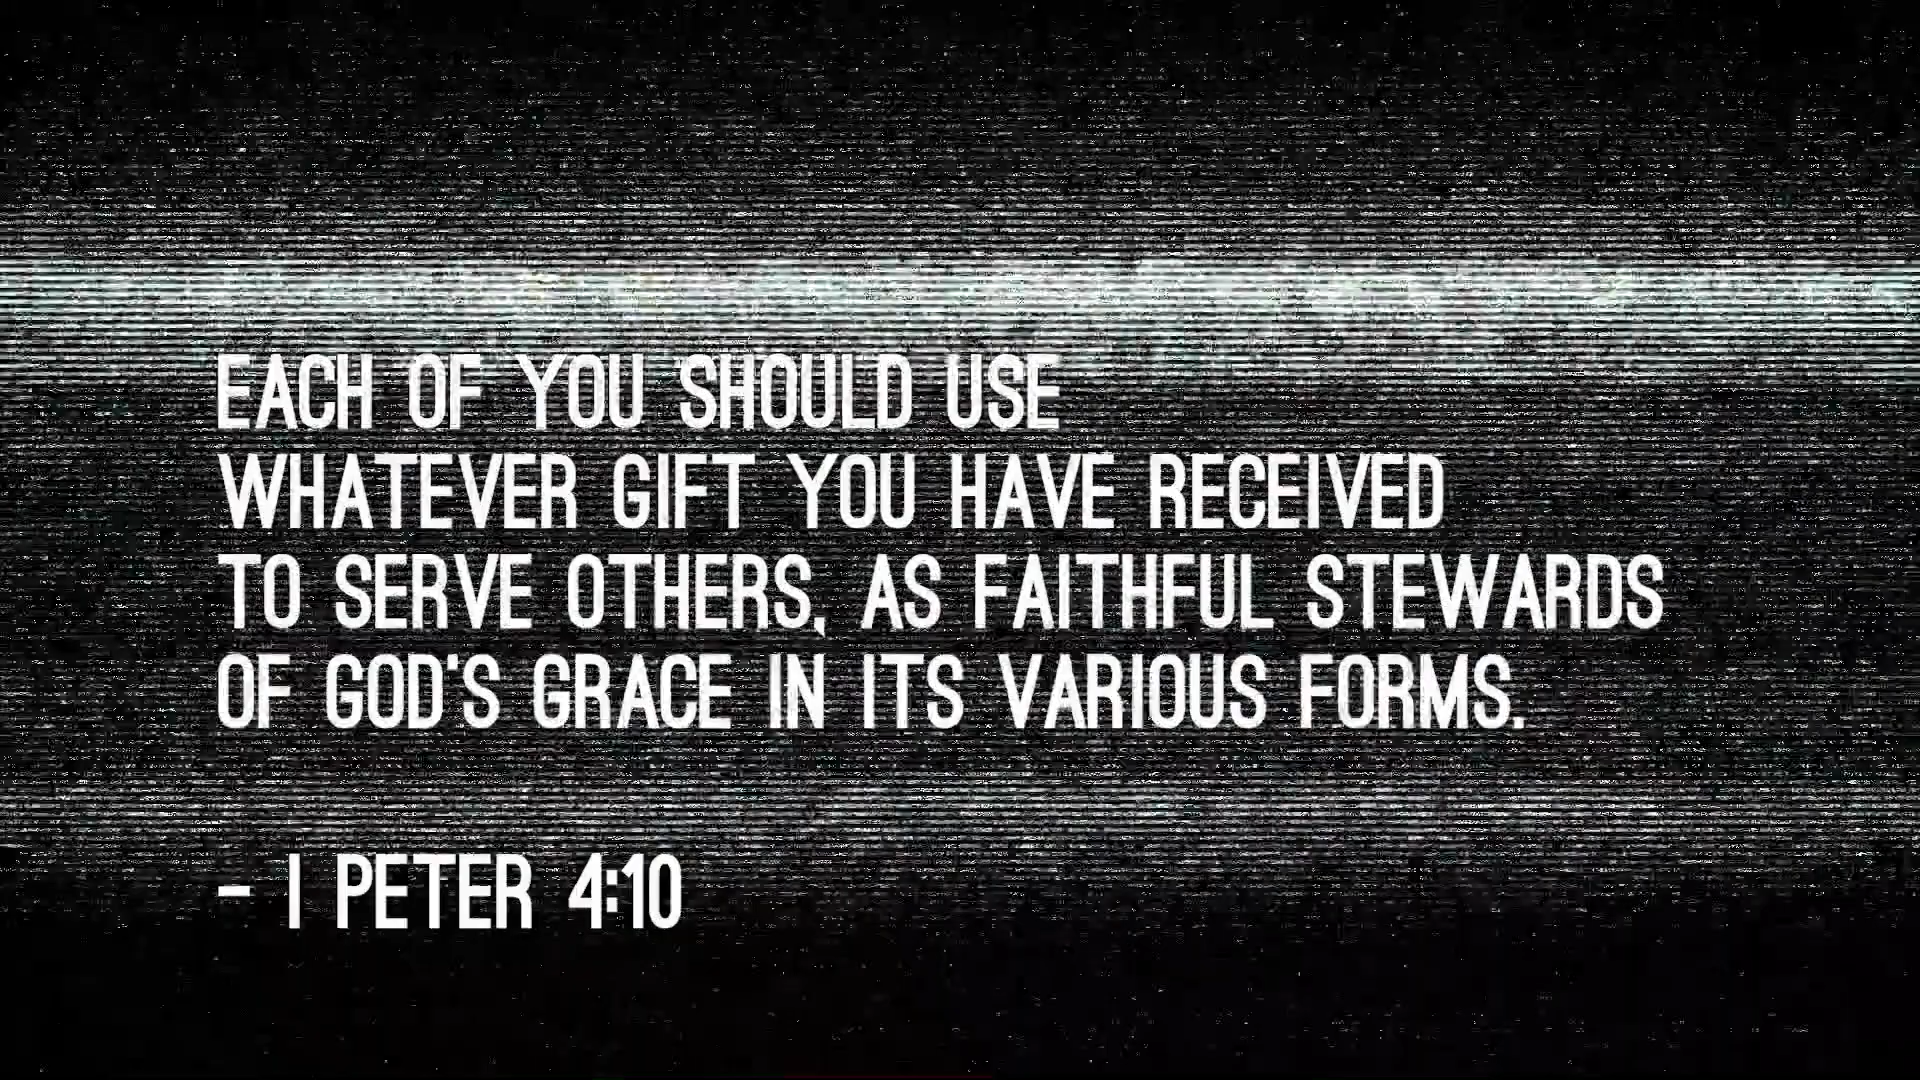 EACH OF YOU SHOULD USE
WHATEVER GIFT YOU HAVE RECEIVED
TO SERVE OTHERS, AS FAITHFUL STEWARDS
OF GOD'S GRACE IN ITS VARIOUS FORMS.
- I PETER 4:10